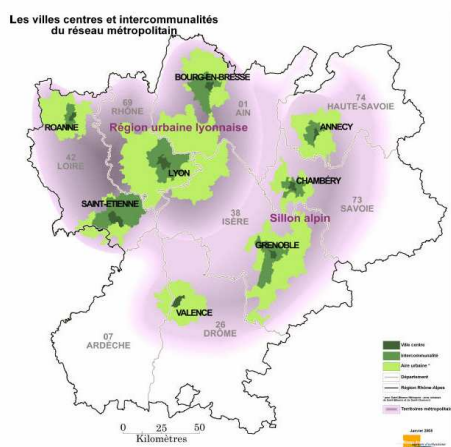 Les villes centres et intercommunalités
du réseau métropolitain
BOURG-EN-BRESSE
74
HAUTE-SAVOIE
69
RHÔNE
01
AIN
ROANNE
Région urbaine lyonnaise
ANNECY
42
LOIRE
LYON
CHAMBÉRY
SAINT-ETIENNE
73
SAVOIE
38
ISÈRE
Sillon alpin
GRENOBLE
VALENCE
26
DRÔME
07
ARDÈCHE
Ville centre
Intercommunalité
Aire urbaine *
Département
Région Rhône-Alpes
Territoires métropolitains
0 25 50
Kilomètres